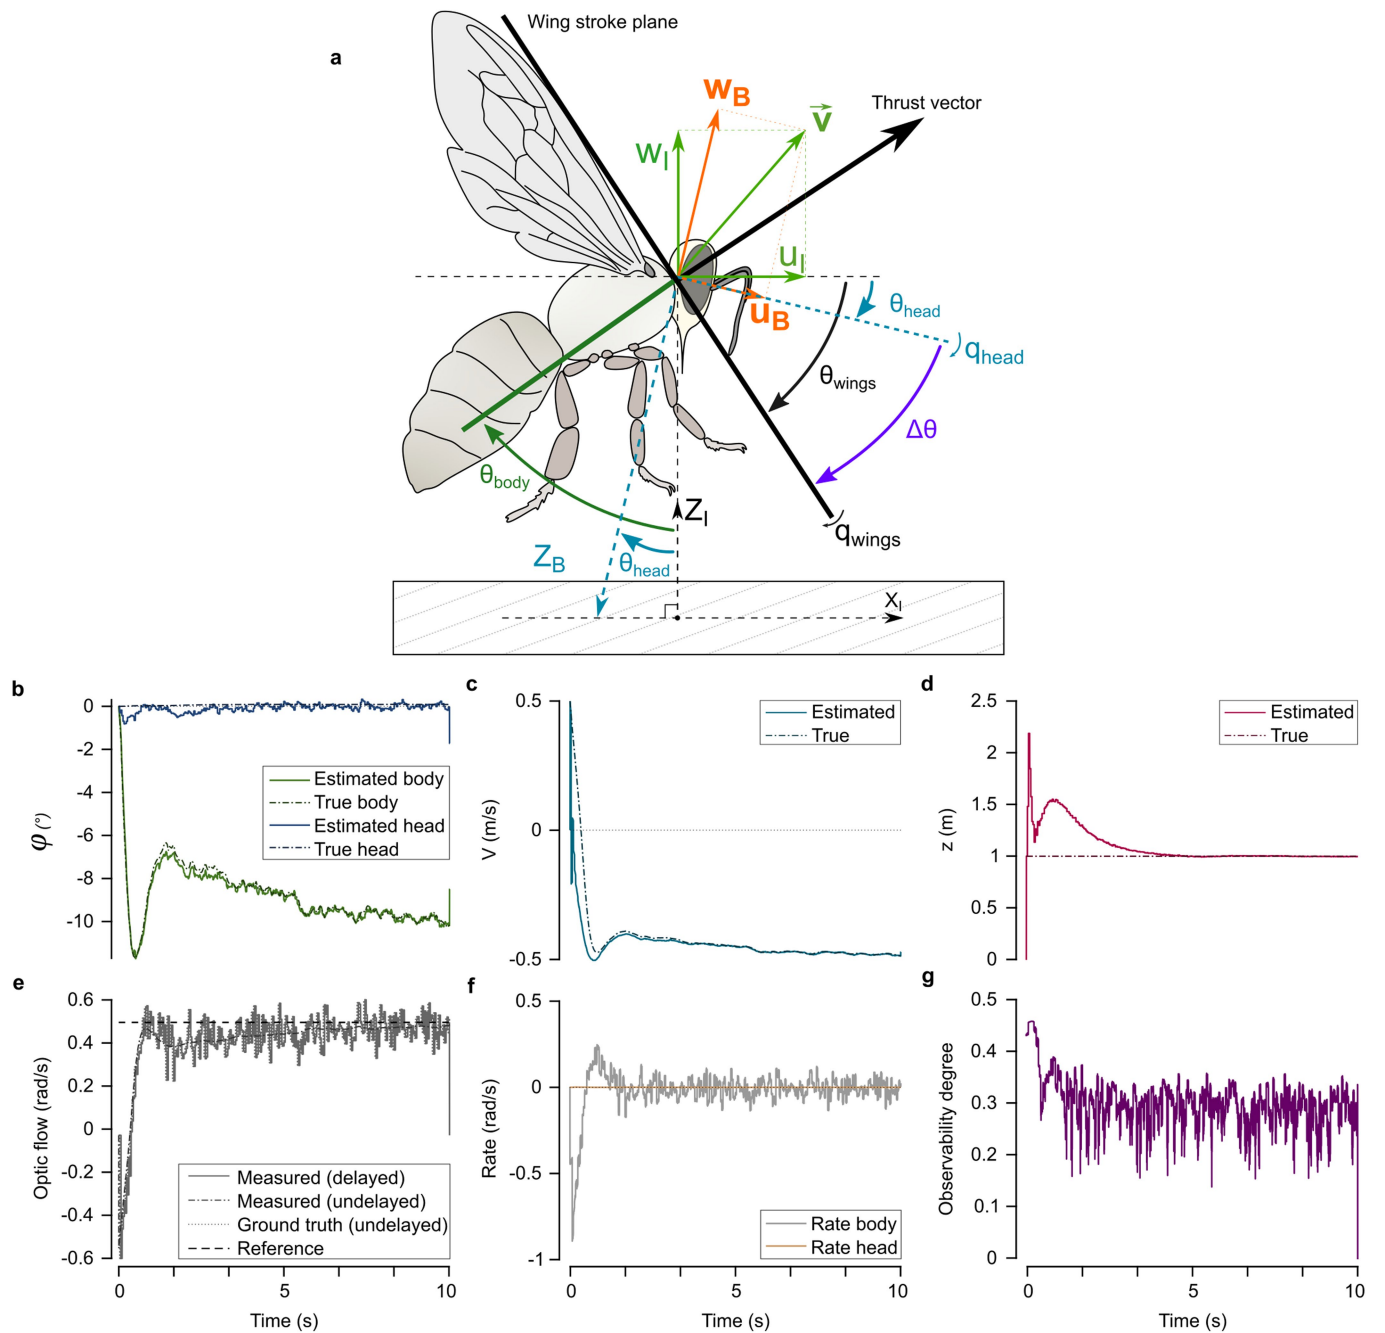 a
Wing stroke plane
Thrust vector
w_B
v⃗
w_I
u_I
u_B
θ_head
q_head
θ_wings
Δθ
θ_body
Z_I
q_wings
Z_B
θ_head
X_I
b
φ (°)
0
-2
-4
-6
-8
-10
Estimated body
True body
Estimated head
True head
c
V (m/s)
0.5
0
-0.5
Estimated
True
d
z (m)
2.5
2
1.5
1
0.5
0
Estimated
True
e
Optic flow (rad/s)
0.6
0.4
0.2
0
-0.2
-0.4
-0.6
Measured (delayed)
Measured (undelayed)
Ground truth (undelayed)
Reference
0 5 10
Time (s)
f
Rate (rad/s)
0.5
0
-0.5
-1
Rate body
Rate head
0 5 10
Time (s)
g
Observability degree
0.5
0.4
0.3
0.2
0.1
0
0 5 10
Time (s)